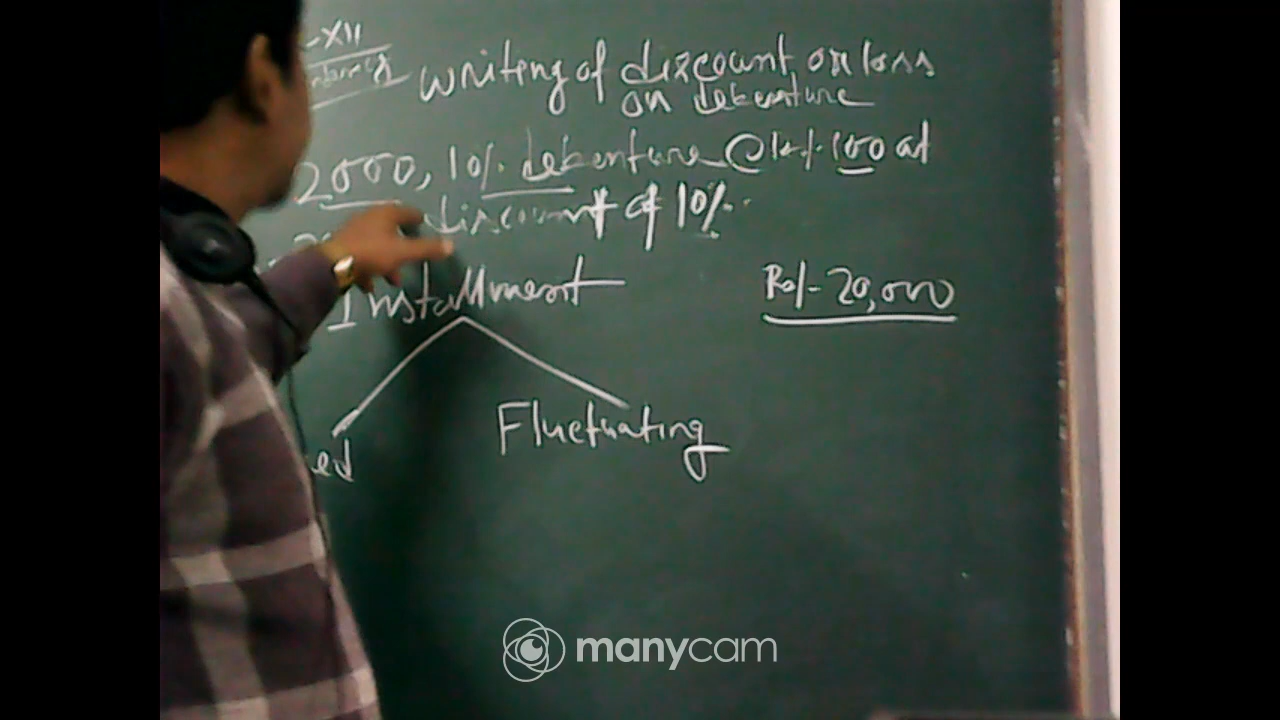 -XII
writing of discount or loss
on debenture
2000, 10% debenture @ Rs/- 100 at
discount of 10%
Installment
Rs/- 20,000
Fluctuating
ed
manycam